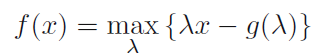 f(x) = max_λ {λx − g(λ)}